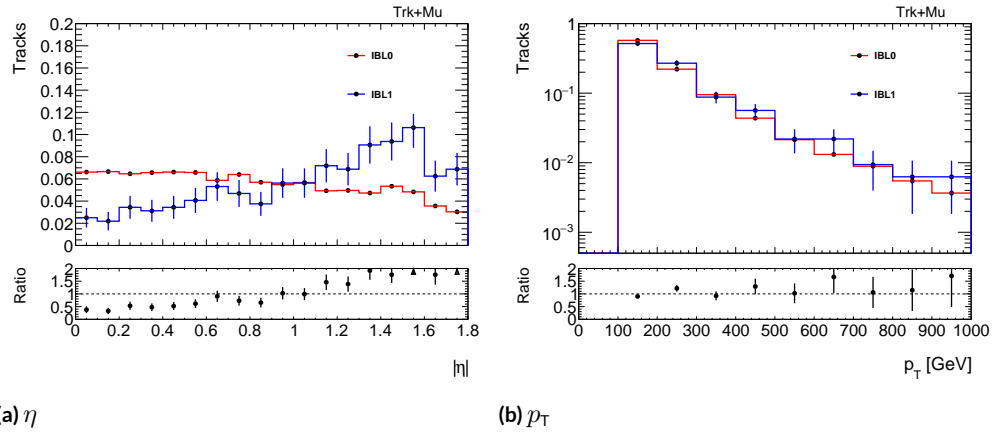 Trk+Mu
Tracks
0.2
0.18
0.16
0.14
0.12
0.1
0.08
0.06
0.04
0.02
0
IBL0
IBL1
Ratio
2
1.5
1
0.5
0
0 0.2 0.4 0.6 0.8 1 1.2 1.4 1.6 1.8
|η|
Trk+Mu
Tracks
1
10⁻¹
10⁻²
10⁻³
IBL0
IBL1
Ratio
2
1.5
1
0.5
0
0 100 200 300 400 500 600 700 800 900 1000
p_T [GeV]
(a) η
(b) p_T